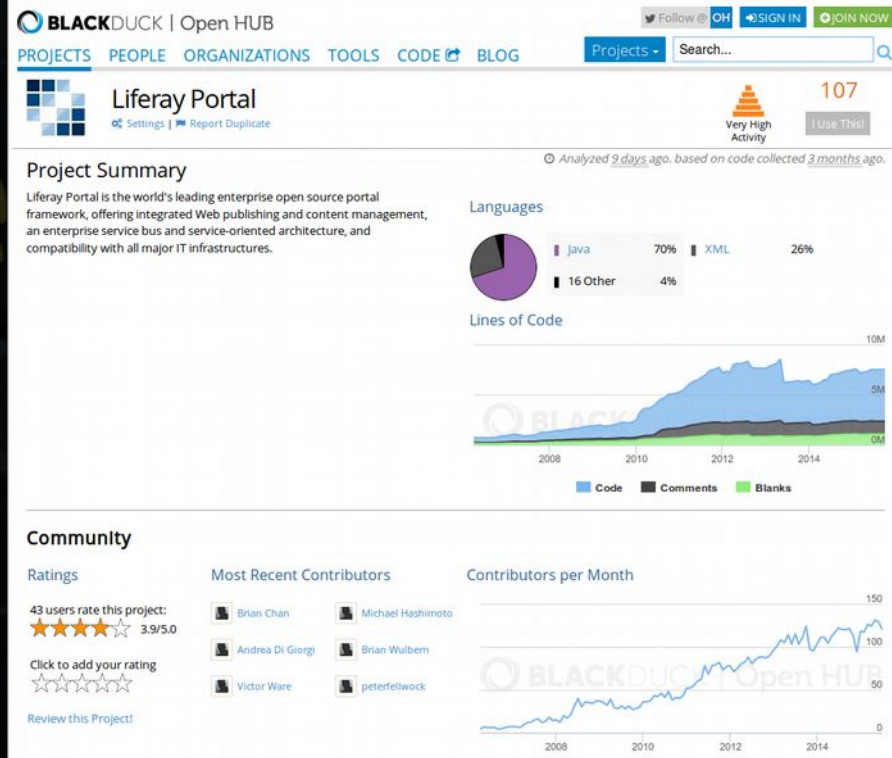 BLACKDUCK | Open HUB
Follow @ OH
SIGN IN
JOIN NOW
PROJECTS PEOPLE ORGANIZATIONS TOOLS CODE BLOG
Projects
Search...
Liferay Portal
Settings | Report Duplicate
Very High
Activity
107
I Use This!
Analyzed 9 days ago. based on code collected 3 months ago.
Project Summary
Liferay Portal is the world's leading enterprise open source portal
framework, offering integrated Web publishing and content management,
an enterprise service bus and service-oriented architecture, and
compatibility with all major IT infrastructures.
Languages
Java 70% XML 26%
16 Other 4%
Lines of Code
10M
5M
0M
2008 2010 2012 2014
Code Comments Blanks
Community
Ratings
43 users rate this project:
3.9/5.0
Click to add your rating
Review this Project!
Most Recent Contributors
Brian Chan Michael Hashimoto
Andrea Di Giorgi Brian Wulbern
Victor Ware peterfellwock
Contributors per Month
150
100
50
0
BLACKDUCK | Open HUB
2008 2010 2012 2014